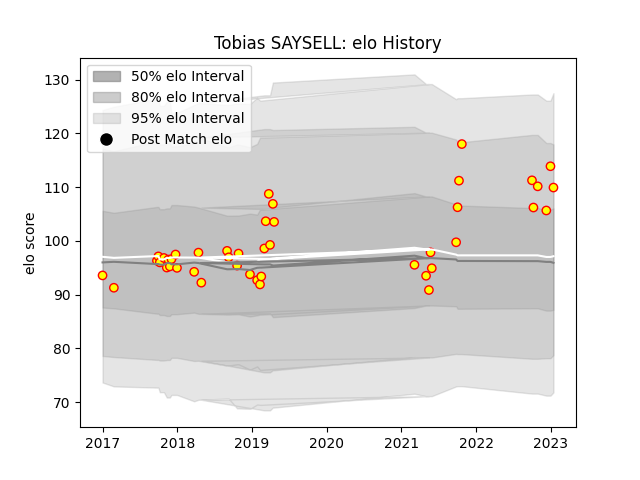 Tobias SAYSELL: elo History
50% elo Interval
80% elo Interval
95% elo Interval
Post Match elo
elo score
130
120
110
100
90
80
70
2017
2018
2019
2020
2021
2022
2023